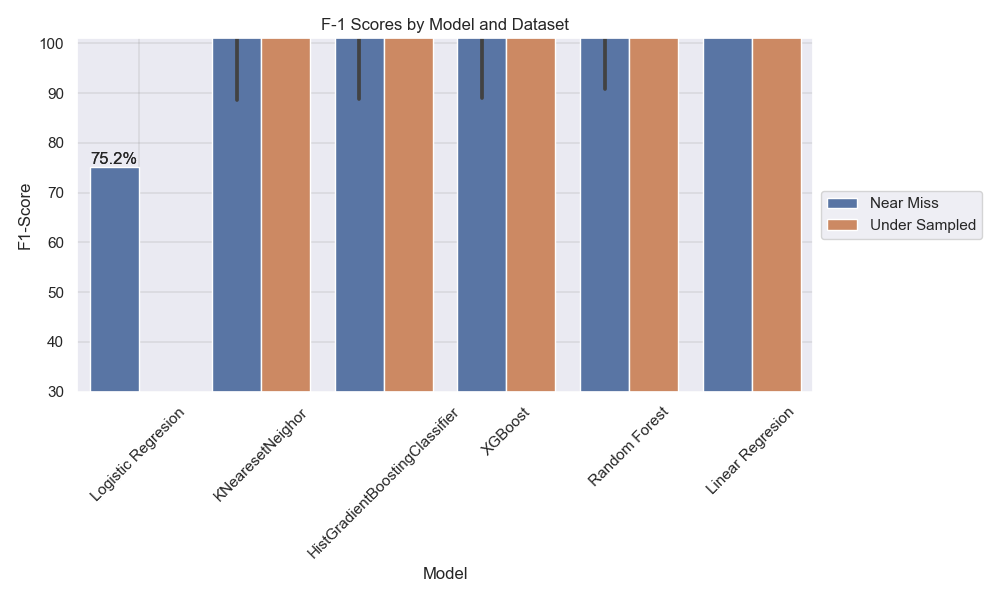 F-1 Scores by Model and Dataset
100
90
80
70
60
50
40
30
F1-Score
75.2%
Near Miss
Under Sampled
Logistic Regresion
KNearesetNeighor
HistGradientBoostingClassifier
XGBoost
Random Forest
Linear Regresion
Model